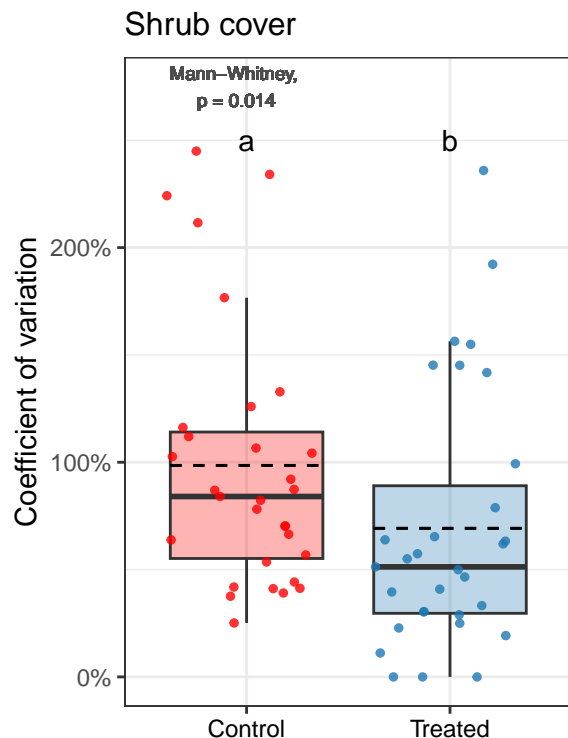 Shrub cover
Mann–Whitney,
p = 0.014
a
b
200%
100%
0%
Coefficient of variation
Control
Treated